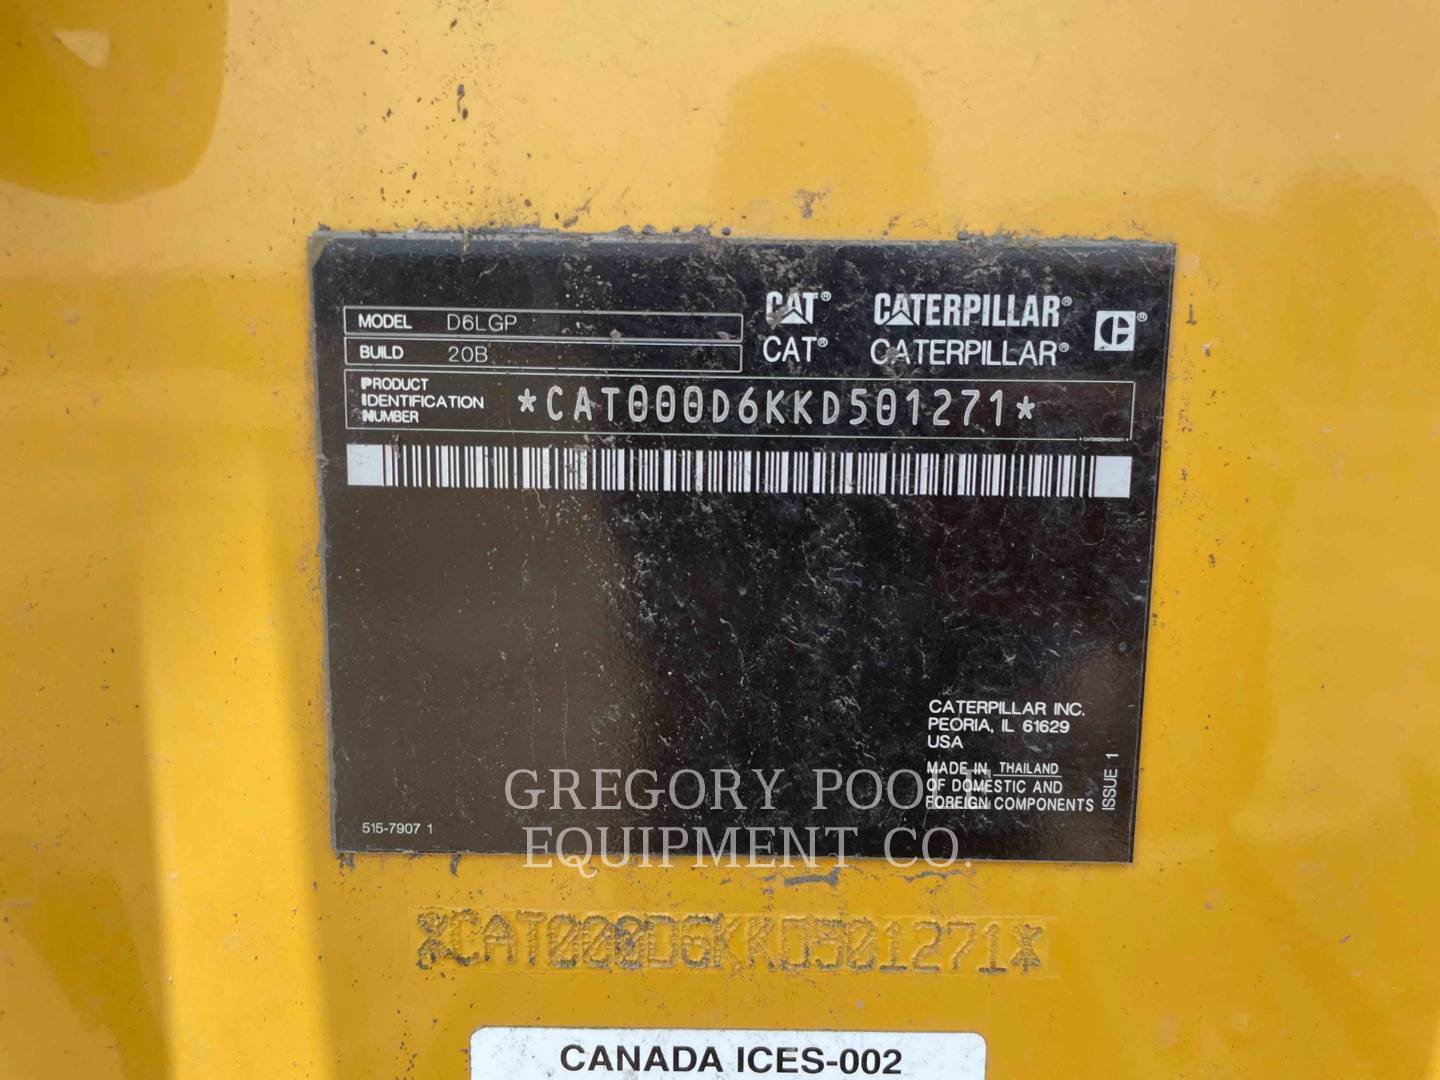 MODEL D6LGP
BUILD 20B
CAT® CATERPILLAR®
CAT® CATERPILLAR® ®
PRODUCT
IDENTIFICATION
NUMBER
*CAT000D6KKD501271*
CATERPILLAR INC.
PEORIA, IL 61629
USA
MADE IN THAILAND
OF DOMESTIC AND
FOREIGN COMPONENTS
ISSUE 1
515-7907 1
GREGORY POOLE
EQUIPMENT CO.
*CAT000D6KKD501271*
CANADA ICES-002